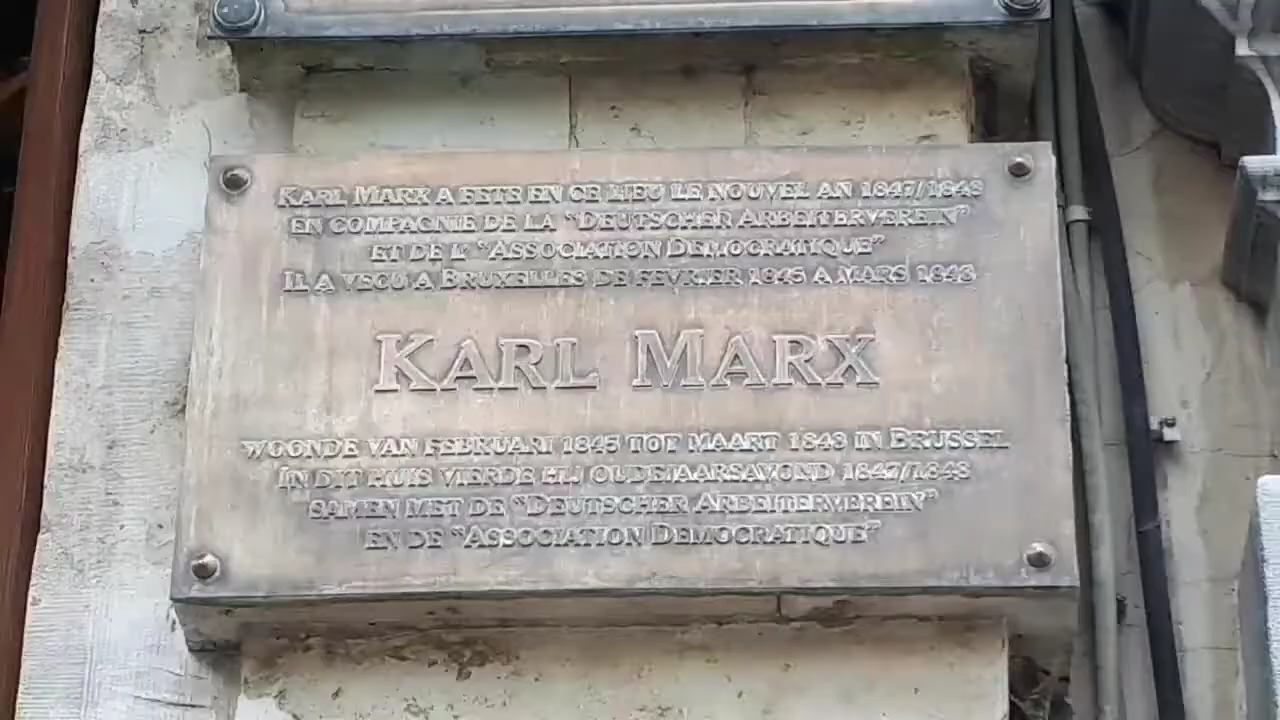 KARL MARX A FETE EN CE LIEU LE NOUVEL AN 1847/1848
EN COMPAGNIE DE LA "DEUTSCHER ARBEITERVEREIN"
ET DE L' "ASSOCIATION DEMOCRATIQUE"
IL A VECU A BRUXELLES DE FEVRIER 1845 A MARS 1848
KARL MARX
WOONDE VAN FEBRUARI 1845 TOT MAART 1848 IN BRUSSEL
IN DIT HUIS VIERDE HIJ OUDEJAARSAVOND 1847/1848
SAMEN MET DE "DEUTSCHER ARBEITERVEREIN"
EN DE "ASSOCIATION DEMOCRATIQUE"